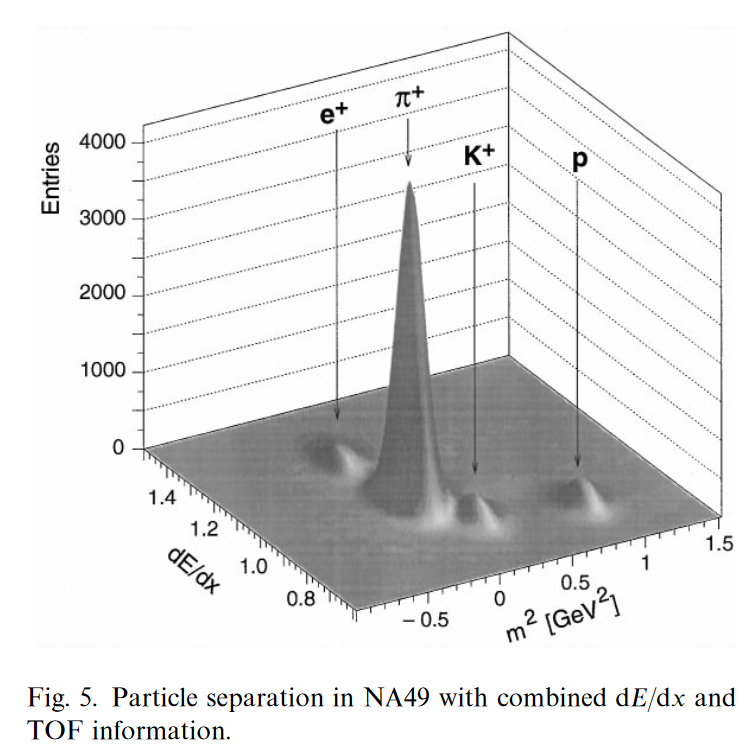 e⁺
π⁺
K⁺
p
Entries
4000
3000
2000
1000
0
1.4
1.2
1.0
0.8
dE/dx
− 0.5
0
0.5
1
1.5
m² [GeV²]
Fig. 5. Particle separation in NA49 with combined dE/dx and
TOF information.